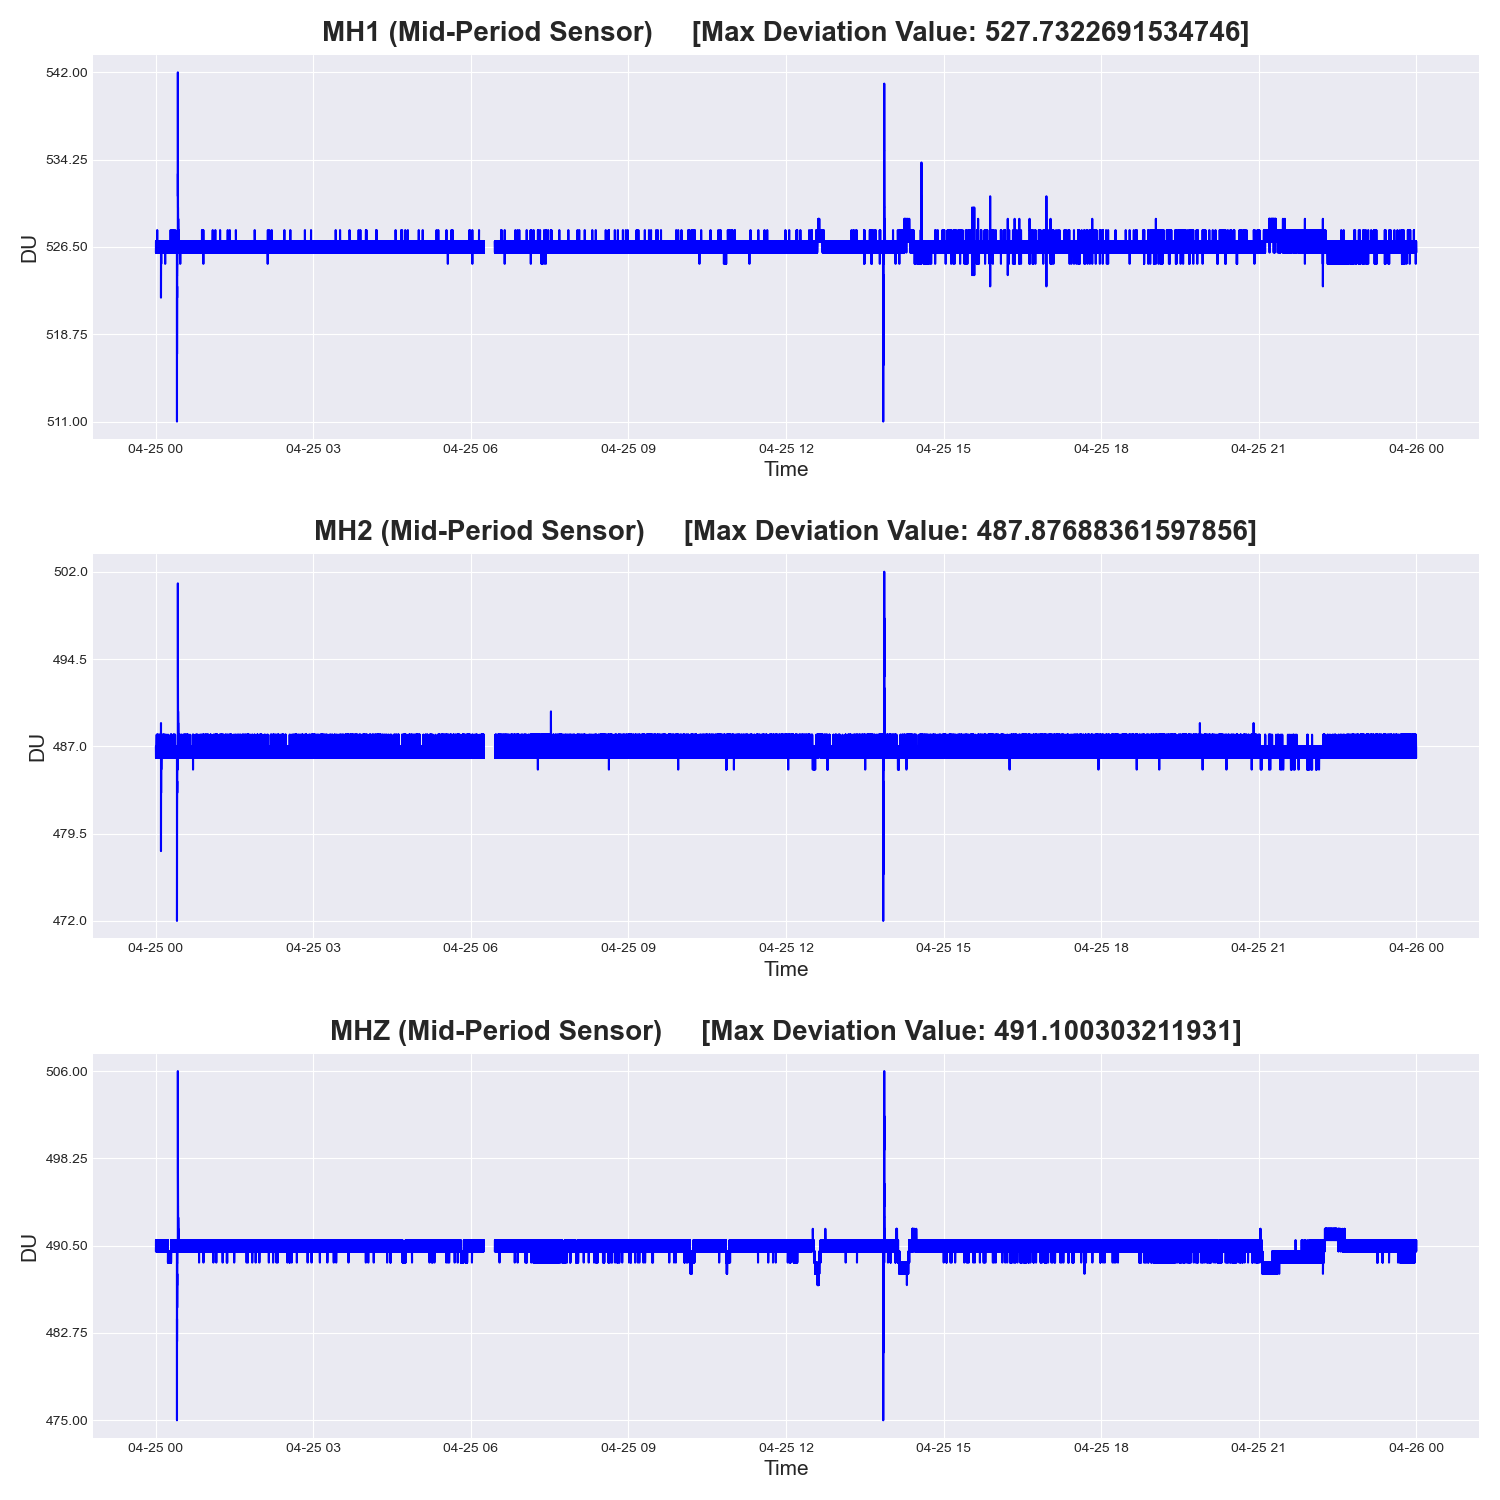 MH1 (Mid-Period Sensor) [Max Deviation Value: 527.7322691534746]
542.00
534.25
526.50
518.75
511.00
DU
04-25 00 04-25 03 04-25 06 04-25 09 04-25 12 04-25 15 04-25 18 04-25 21 04-26 00
Time
MH2 (Mid-Period Sensor) [Max Deviation Value: 487.87688361597856]
502.0
494.5
487.0
479.5
472.0
DU
04-25 00 04-25 03 04-25 06 04-25 09 04-25 12 04-25 15 04-25 18 04-25 21 04-26 00
Time
MHZ (Mid-Period Sensor) [Max Deviation Value: 491.100303211931]
506.00
498.25
490.50
482.75
475.00
DU
04-25 00 04-25 03 04-25 06 04-25 09 04-25 12 04-25 15 04-25 18 04-25 21 04-26 00
Time